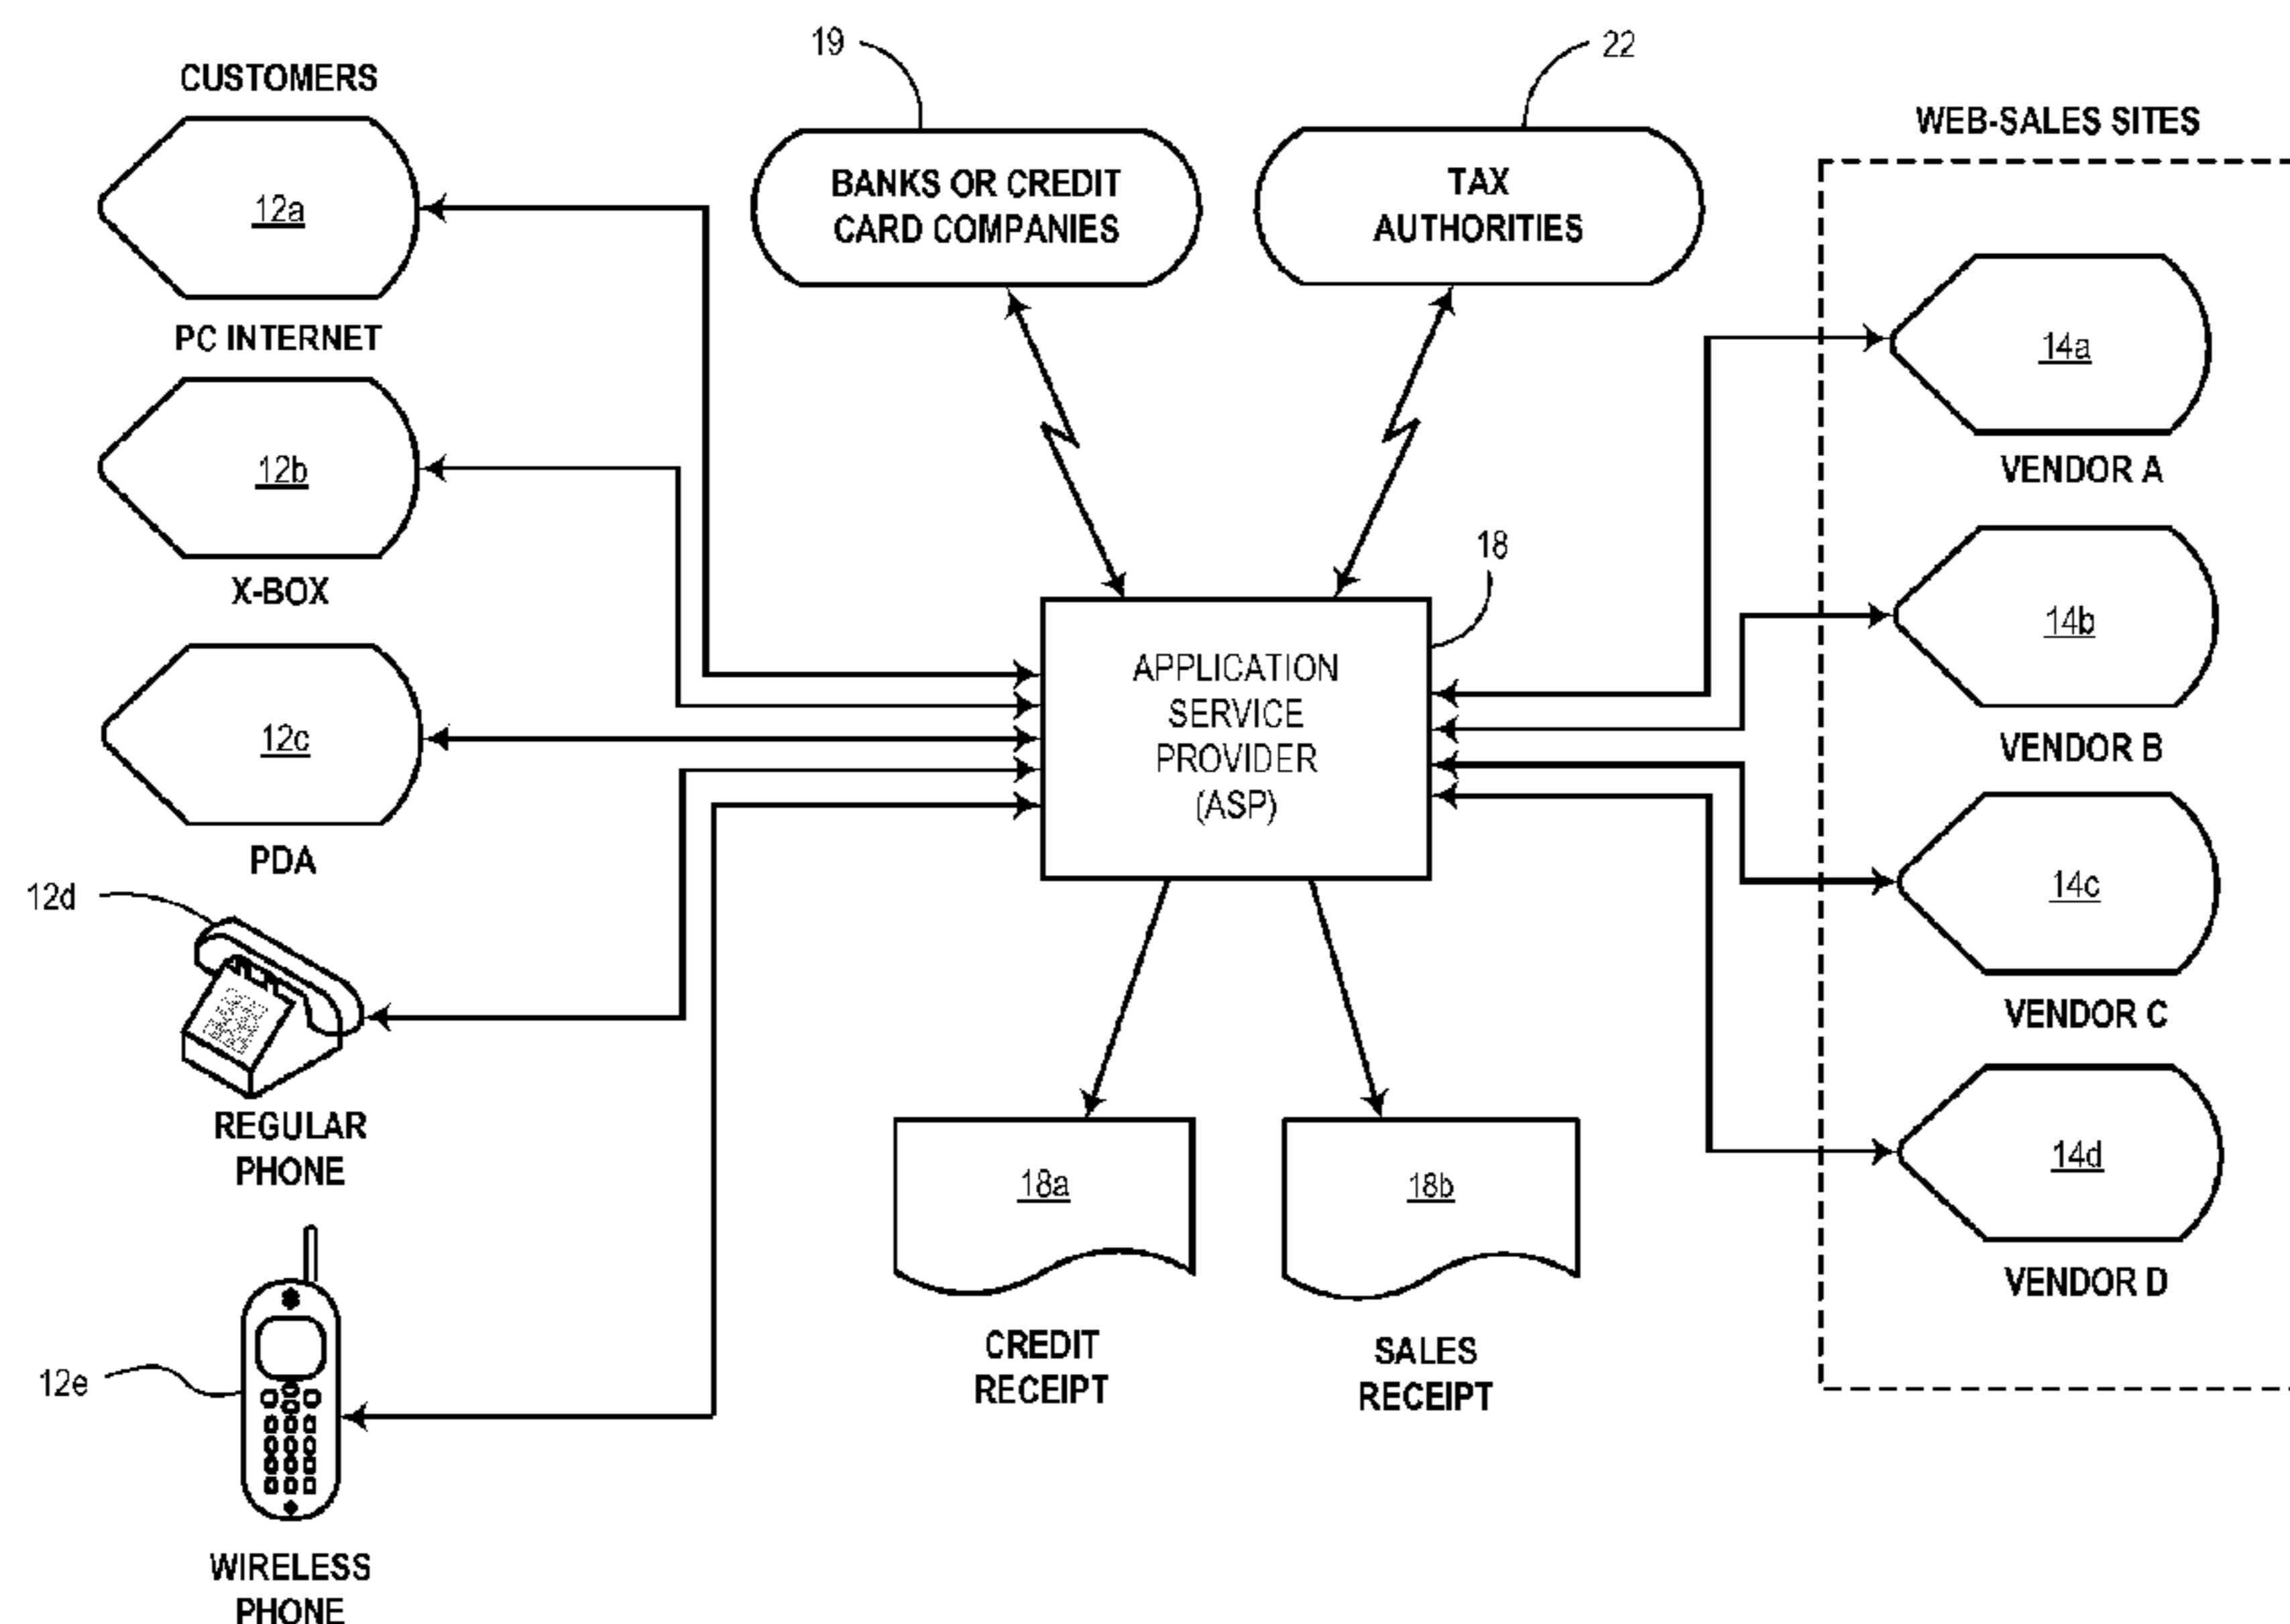 CUSTOMERS
12a
PC INTERNET
12b
X-BOX
12c
PDA
12d
REGULAR
PHONE
12e
WIRELESS
PHONE
19
BANKS OR CREDIT
CARD COMPANIES
22
TAX
AUTHORITIES
18
APPLICATION
SERVICE
PROVIDER
(ASP)
18a
CREDIT
RECEIPT
18b
SALES
RECEIPT
WEB-SALES SITES
14a
VENDOR A
14b
VENDOR B
14c
VENDOR C
14d
VENDOR D